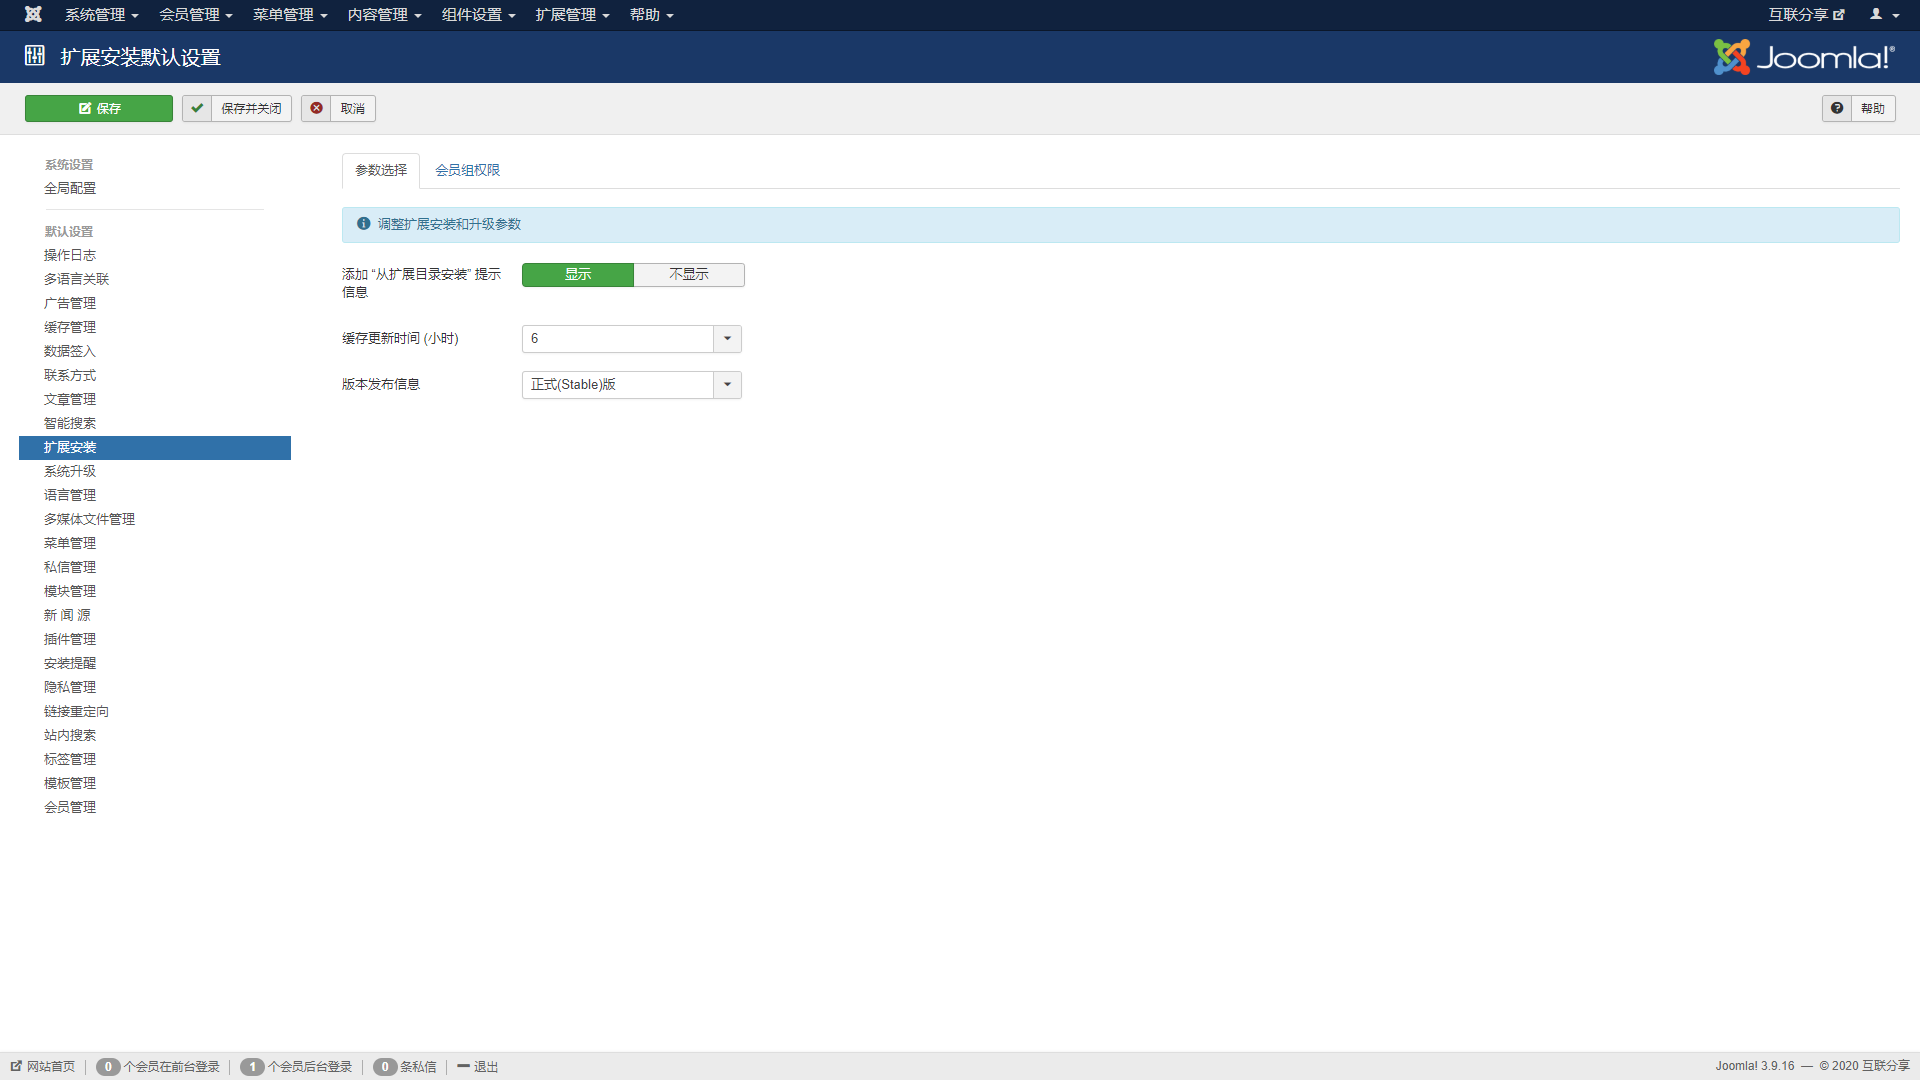 系统管理 会员管理 菜单管理 内容管理 组件设置 扩展管理 帮助 互联分享
扩展安装默认设置
Joomla!®
保存 保存并关闭 取消 帮助
系统设置
全局配置
默认设置
操作日志
多语言关联
广告管理
缓存管理
数据签入
联系方式
文章管理
智能搜索
扩展安装
系统升级
语言管理
多媒体文件管理
菜单管理
私信管理
模块管理
新 闻 源
插件管理
安装提醒
隐私管理
链接重定向
站内搜索
标签管理
模板管理
会员管理
参数选择 会员组权限
调整扩展安装和升级参数
添加 “从扩展目录安装” 提示
信息
显示 不显示
缓存更新时间 (小时) 6
版本发布信息 正式(Stable)版
网站首页 0 个会员在前台登录 1 个会员后台登录 0 条私信 退出
Joomla! 3.9.16 — © 2020 互联分享